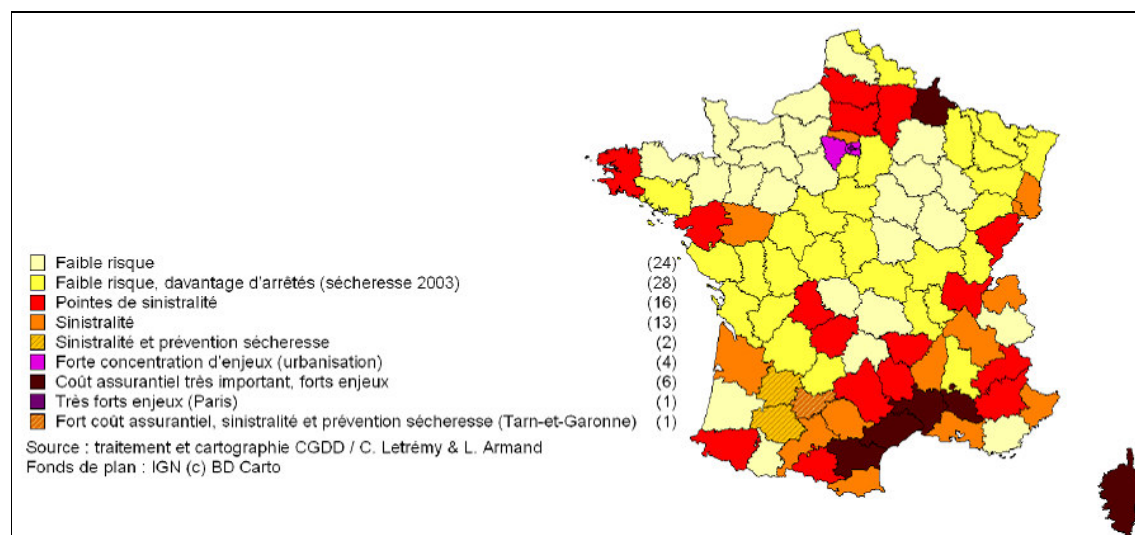 Faible risque (24)
Faible risque, davantage d'arrêtés (sécheresse 2003) (28)
Pointes de sinistralité (16)
Sinistralité (13)
Sinistralité et prévention sécheresse (2)
Forte concentration d'enjeux (urbanisation) (4)
Coût assurantiel très important, forts enjeux (6)
Très forts enjeux (Paris) (1)
Fort coût assurantiel, sinistralité et prévention sécheresse (Tarn-et-Garonne) (1)
Source : traitement et cartographie CGDD / C. Letrémy & L. Armand
Fonds de plan : IGN (c) BD Carto